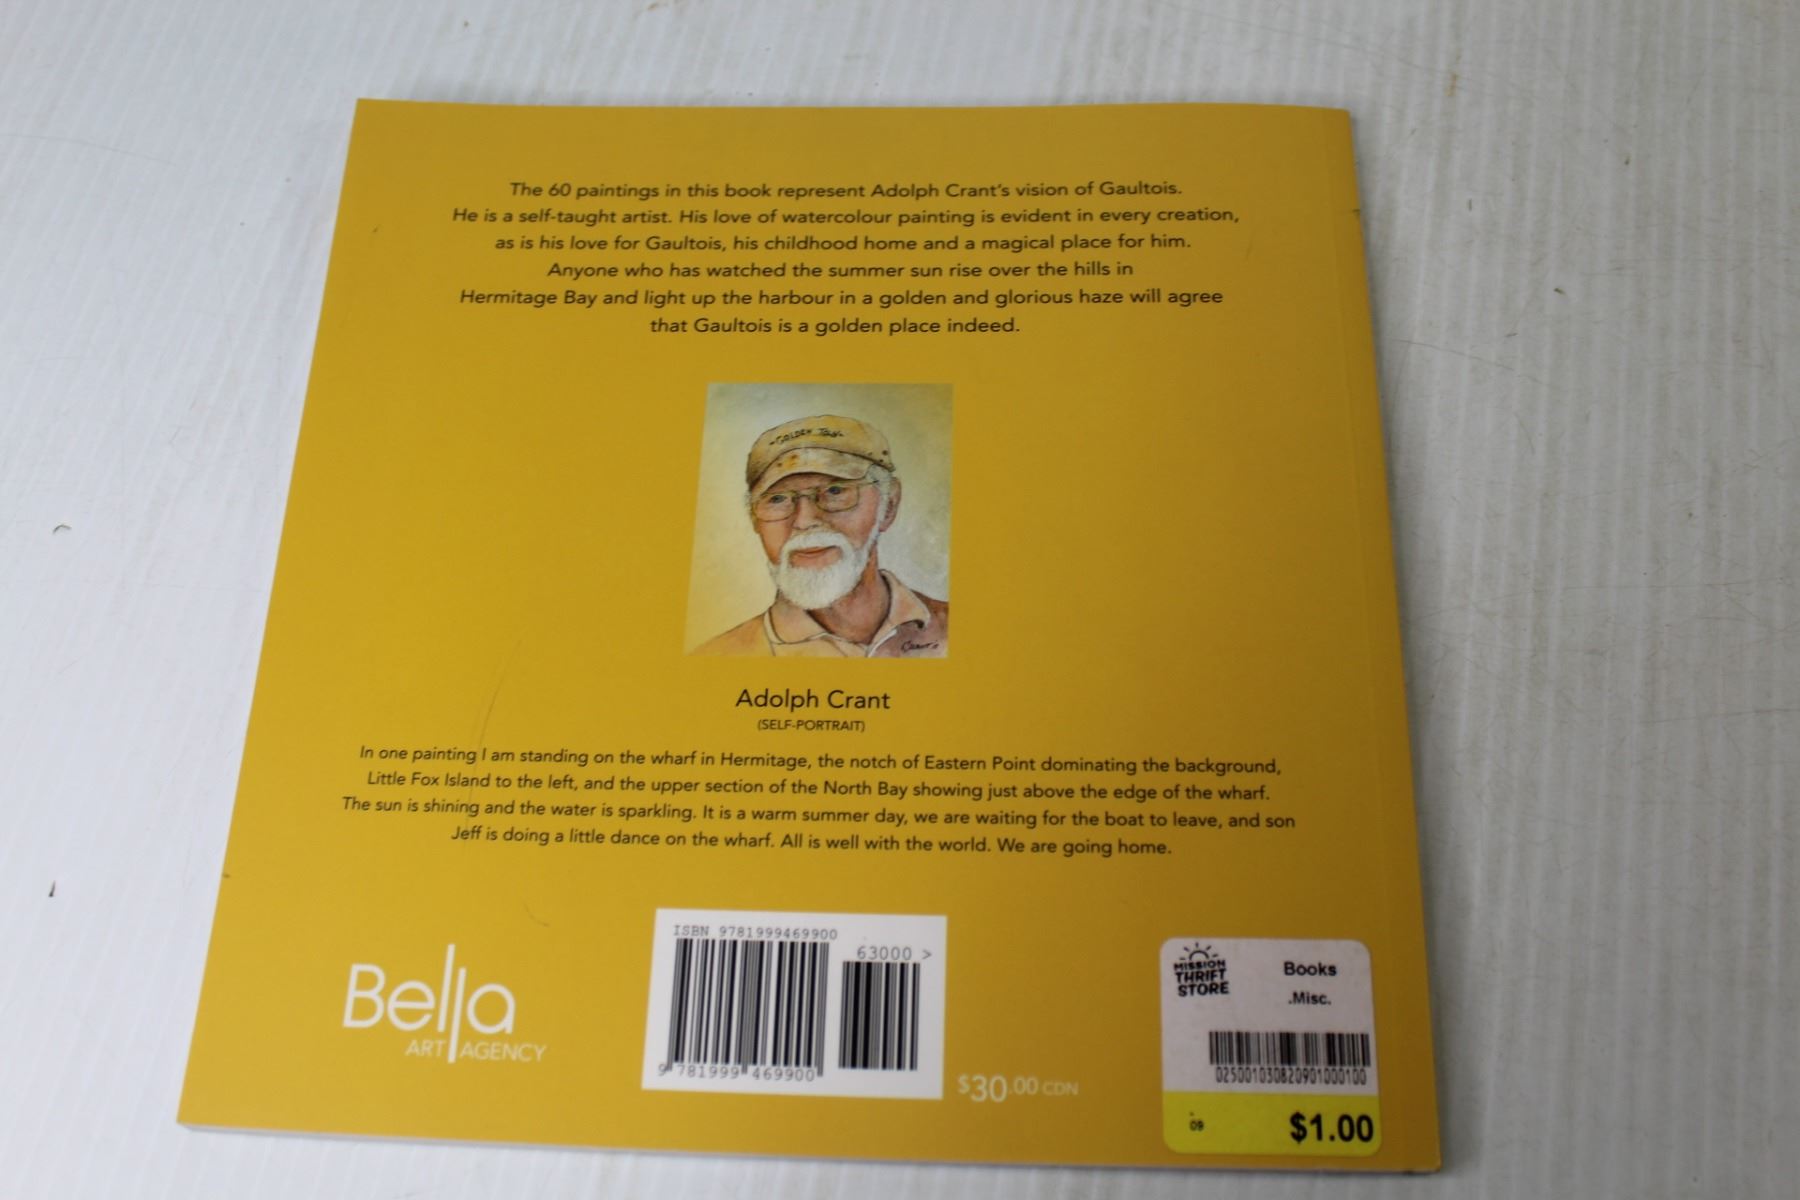 The 60 paintings in this book represent Adolph Crant's vision of Gaultois.
He is a self-taught artist. His love of watercolour painting is evident in every creation,
as is his love for Gaultois, his childhood home and a magical place for him.
Anyone who has watched the summer sun rise over the hills in
Hermitage Bay and light up the harbour in a golden and glorious haze will agree
that Gaultois is a golden place indeed.
-GOLDEN
Adolph Crant
(SELF-PORTRAIT)
In one painting I am standing on the wharf in Hermitage, the notch of Eastern Point dominating the background,
Little Fox Island to the left, and the upper section of the North Bay showing just above the edge of the wharf.
The sun is shining and the water is sparkling. It is a warm summer day, we are waiting for the boat to leave, and son
Jeff is doing a little dance on the wharf. All is well with the world. We are going home.
Bella
ART AGENCY
ISBN 9781999469900
63000 >
9 781999 469900
$30.00 CDN
MISSION
THRIFT
STORE
Books
.Misc.
025001030820901000100
09
$1.00